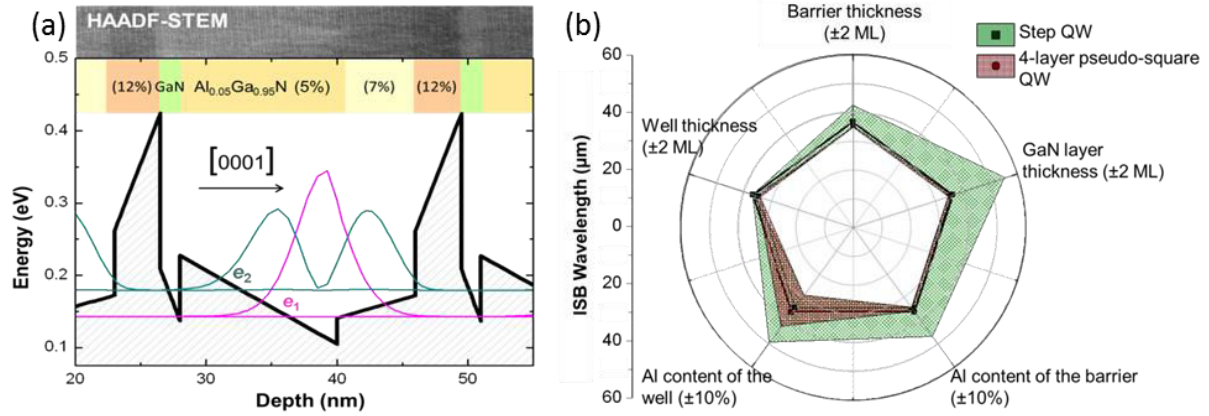 (a)
HAADF-STEM
0.5
0.4
0.3
0.2
0.1
Energy (eV)
(12%) GaN Al0.05Ga0.95N (5%) (7%) (12%)
[0001]
e2
e1
20 30 40 50
Depth (nm)
(b)
Barrier thickness
(±2 ML)
Step QW
4-layer pseudo-square
QW
60
40
20
0
20
40
60
ISB Wavelength (µm)
Well thickness
(±2 ML)
GaN layer
thickness (±2 ML)
Al content of the
well (±10%)
Al content of the barrier
(±10%)